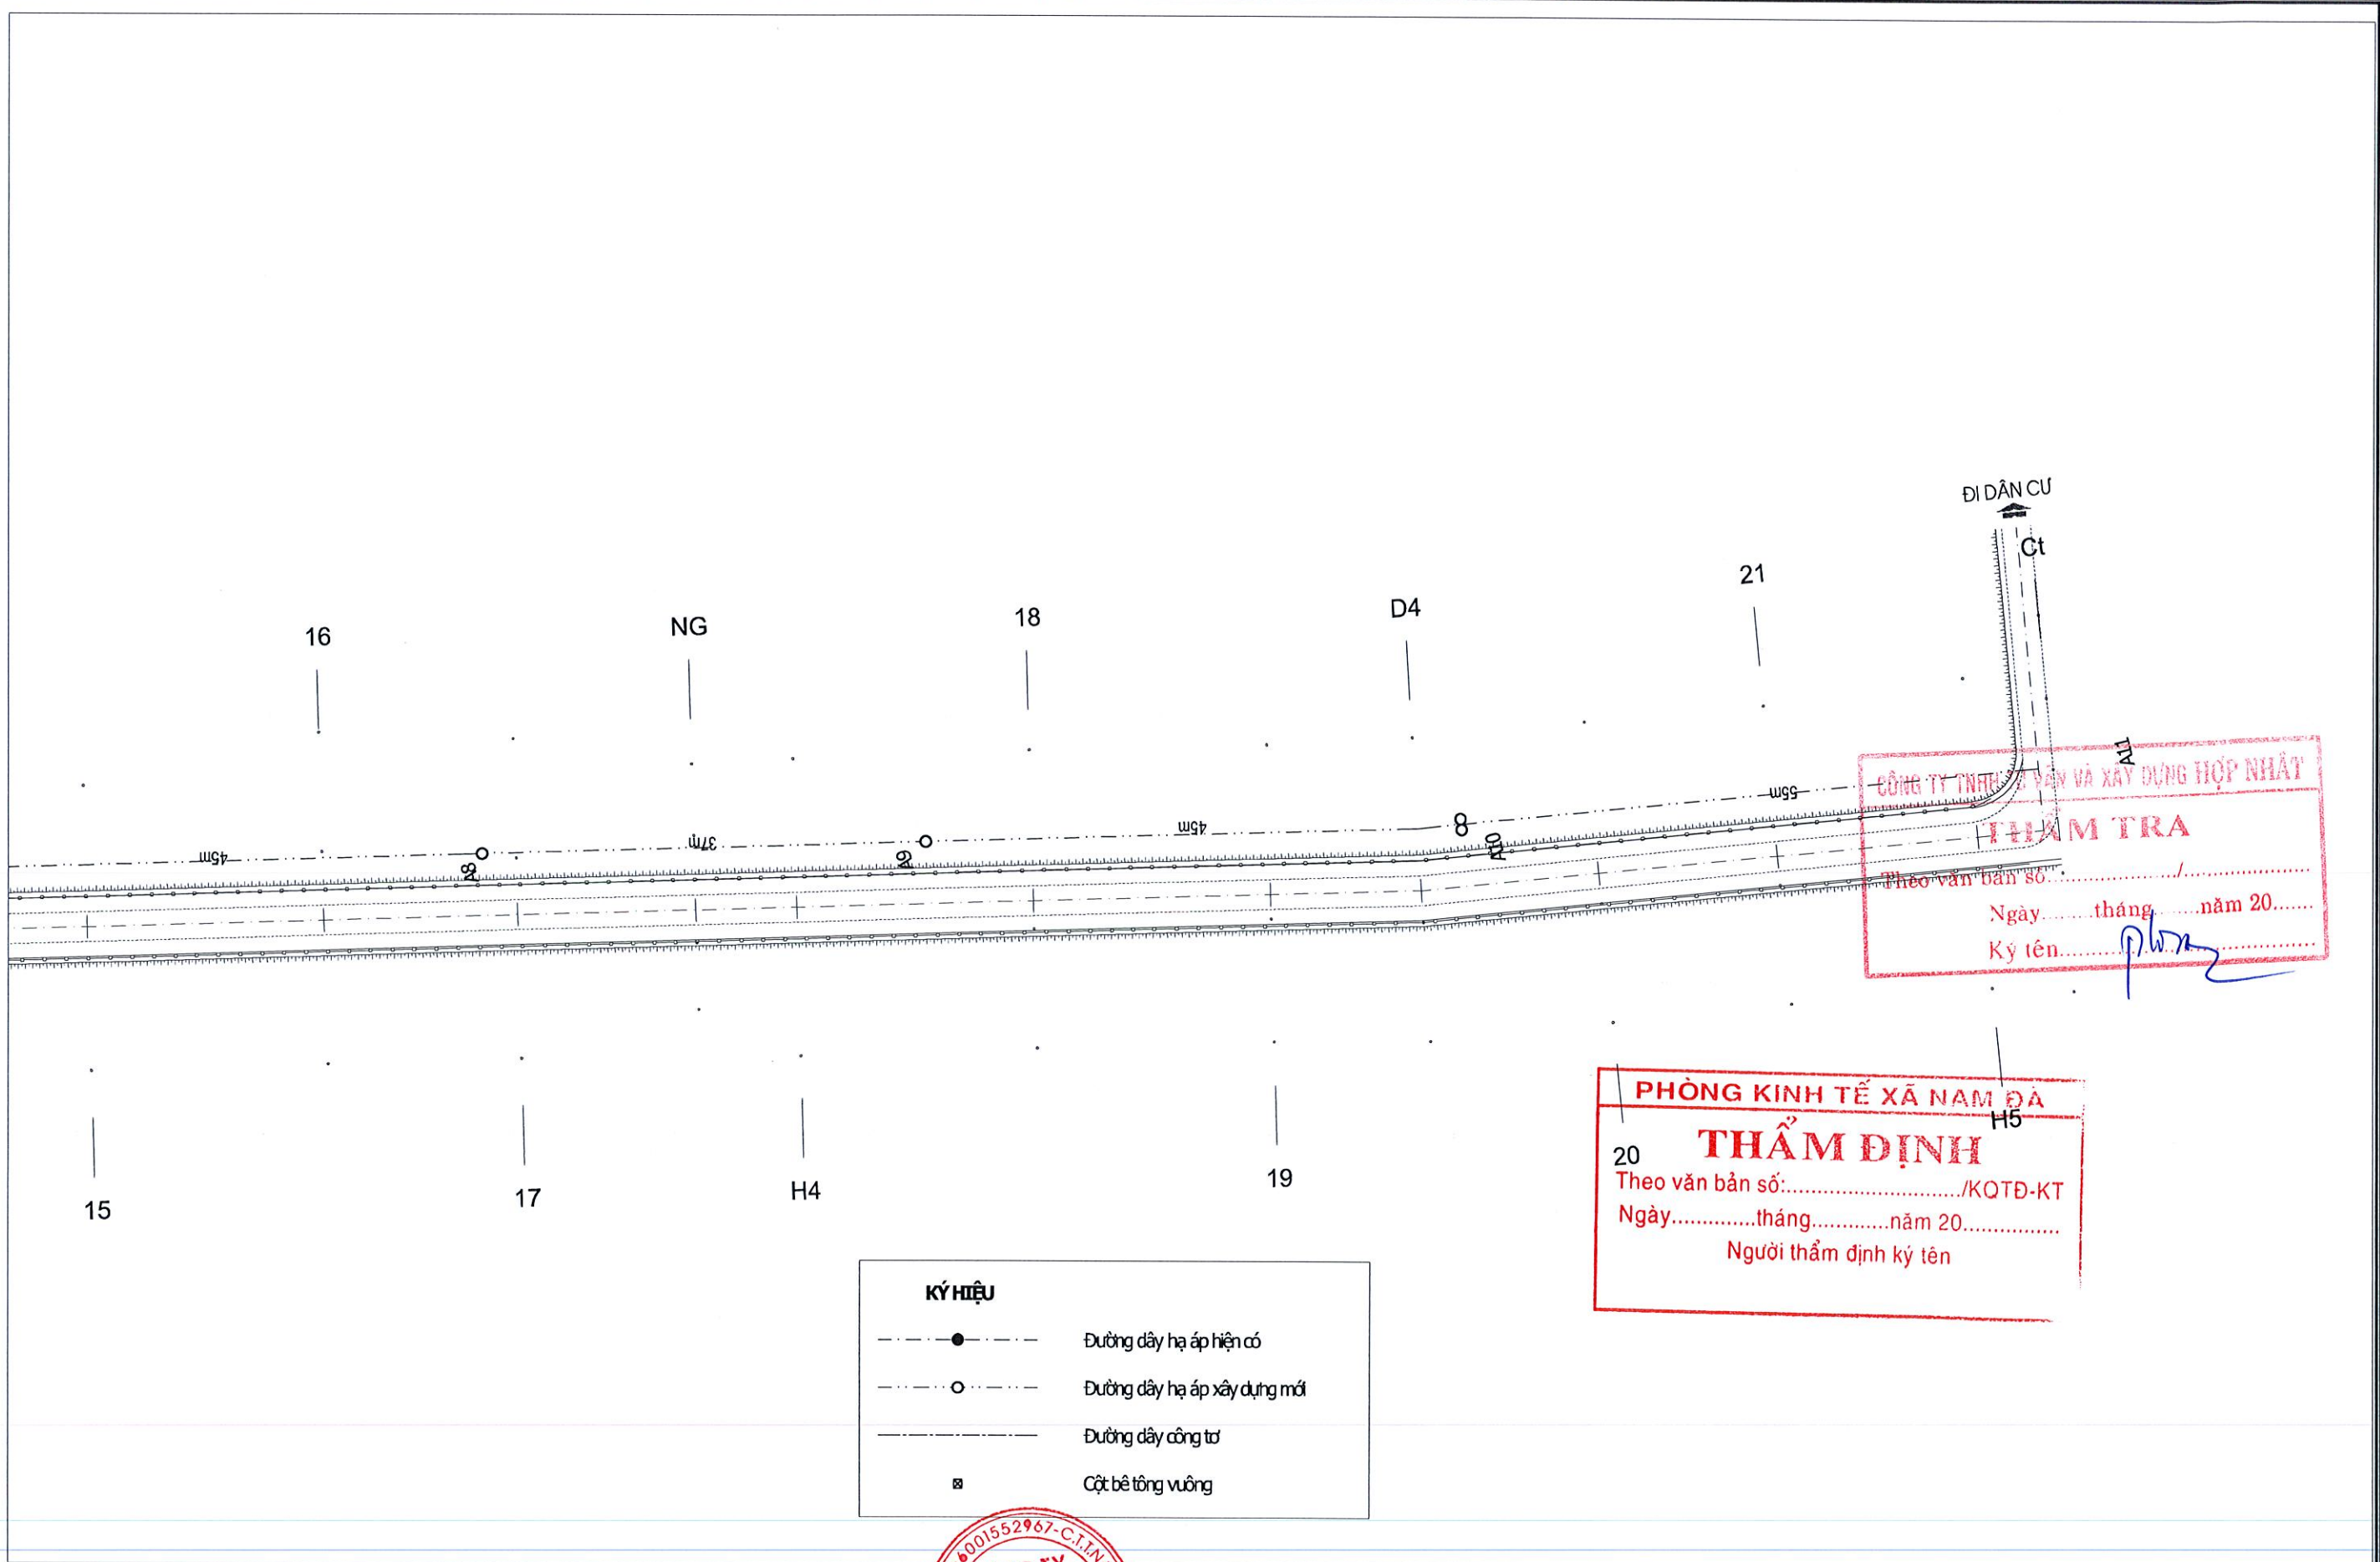 ĐI DÂN CƯ
Ct
21
D4
18
NG
16
A11
45m
A8
37m
A9
45m
A10
55m
CÔNG TY TNHH TƯ VẤN VÀ XÂY DỰNG HỢP NHẤT
THẨM TRA
Theo văn bản số..................../....................
Ngày........tháng........năm 20.......
Ký tên........................................
15
17
H4
19
20
H5
PHÒNG KINH TẾ XÃ NAM ĐÀ
THẨM ĐỊNH
Theo văn bản số:............................/KQTĐ-KT
Ngày.............tháng............năm 20...............
Người thẩm định ký tên
KÝ HIỆU
Đường dây hạ áp hiện có
Đường dây hạ áp xây dựng mới
Đường dây công tơ
Cột bê tông vuông
6001552967-C.T.T.N